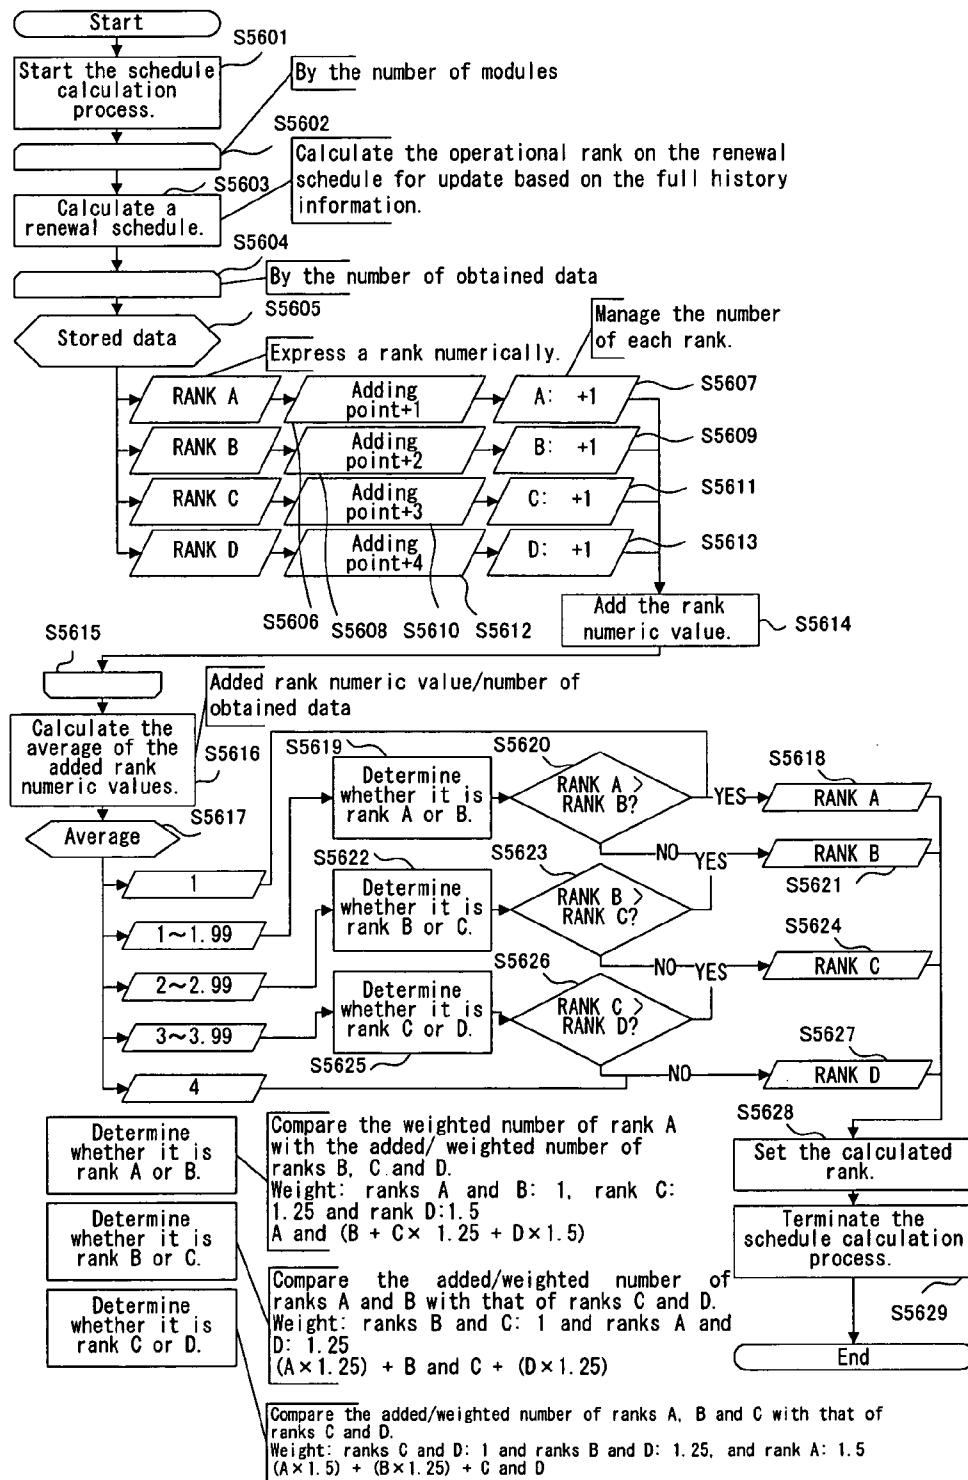 Start
S5601
Start the schedule
calculation
process.
By the number of modules
S5602
Calculate the operational rank on the renewal
schedule for update based on the full history
information.
S5603
Calculate a
renewal schedule.
S5604
By the number of obtained data
S5605
Stored data
Manage the number
of each rank.
Express a rank numerically.
RANK A
Adding
point+1
A: +1
S5607
RANK B
Adding
point+2
B: +1
S5609
RANK C
Adding
point+3
C: +1
S5611
RANK D
Adding
point+4
D: +1
S5613
S5606
S5608
S5610
S5612
Add the rank
numeric value.
S5614
S5615
Added rank numeric value/number of
obtained data
Calculate the
average of the
added rank
numeric values.
S5616
S5617
Average
S5619
Determine
whether it is
rank A or B.
S5620
RANK A >
RANK B?
YES
S5618
RANK A
NO
YES
RANK B
S5621
1
S5622
Determine
whether it is
rank B or C.
S5623
RANK B >
RANK C?
1~1.99
S5624
NO
YES
RANK C
2~2.99
Determine
whether it is
rank C or D.
S5625
S5626
RANK C >
RANK D?
3~3.99
S5627
NO
RANK D
4
S5628
Set the calculated
rank.
Terminate the
schedule calculation
process.
S5629
End
Determine
whether it is
rank A or B.
Compare the weighted number of rank A
with the added/ weighted number of
ranks B, C and D.
Weight: ranks A and B: 1, rank C:
1.25 and rank D:1.5
A and (B + C× 1.25 + D×1.5)
Determine
whether it is
rank B or C.
Compare the added/weighted number of
ranks A and B with that of ranks C and D.
Weight: ranks B and C: 1 and ranks A and
D: 1.25
(A×1.25) + B and C + (D×1.25)
Determine
whether it is
rank C or D.
Compare the added/weighted number of ranks A, B and C with that of
ranks C and D.
Weight: ranks C and D: 1 and ranks B and D: 1.25, and rank A: 1.5
(A×1.5) + (B×1.25) + C and D